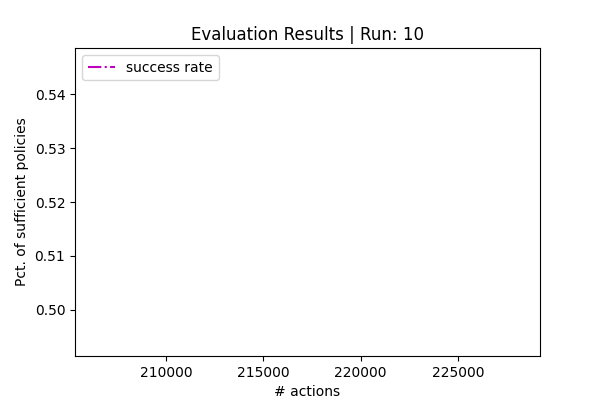 Evaluation Results | Run: 10
success rate
Pct. of sufficient policies
0.54
0.53
0.52
0.51
0.50
210000 215000 220000 225000
# actions